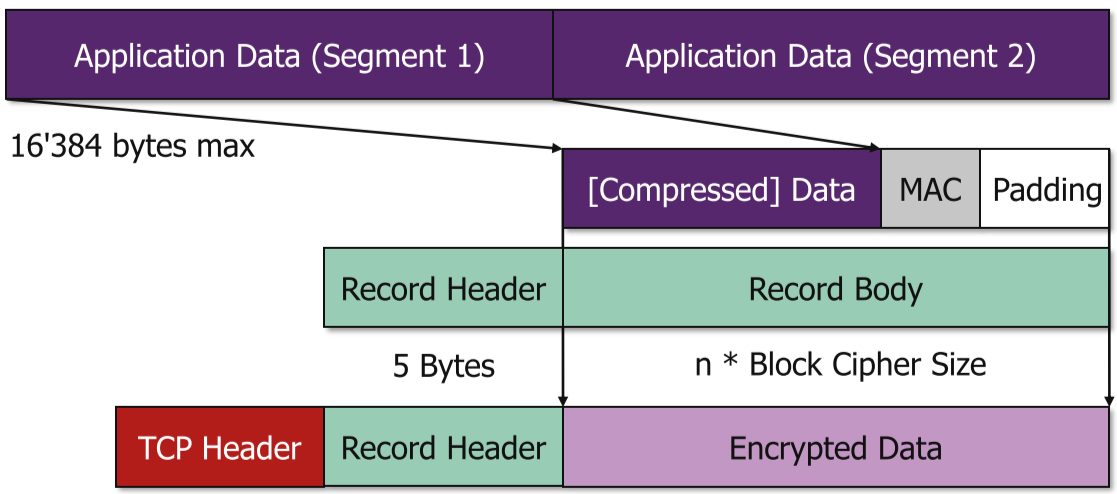 Application Data (Segment 1)
Application Data (Segment 2)
16'384 bytes max
[Compressed] Data
MAC
Padding
Record Header
Record Body
5 Bytes
n * Block Cipher Size
TCP Header
Record Header
Encrypted Data